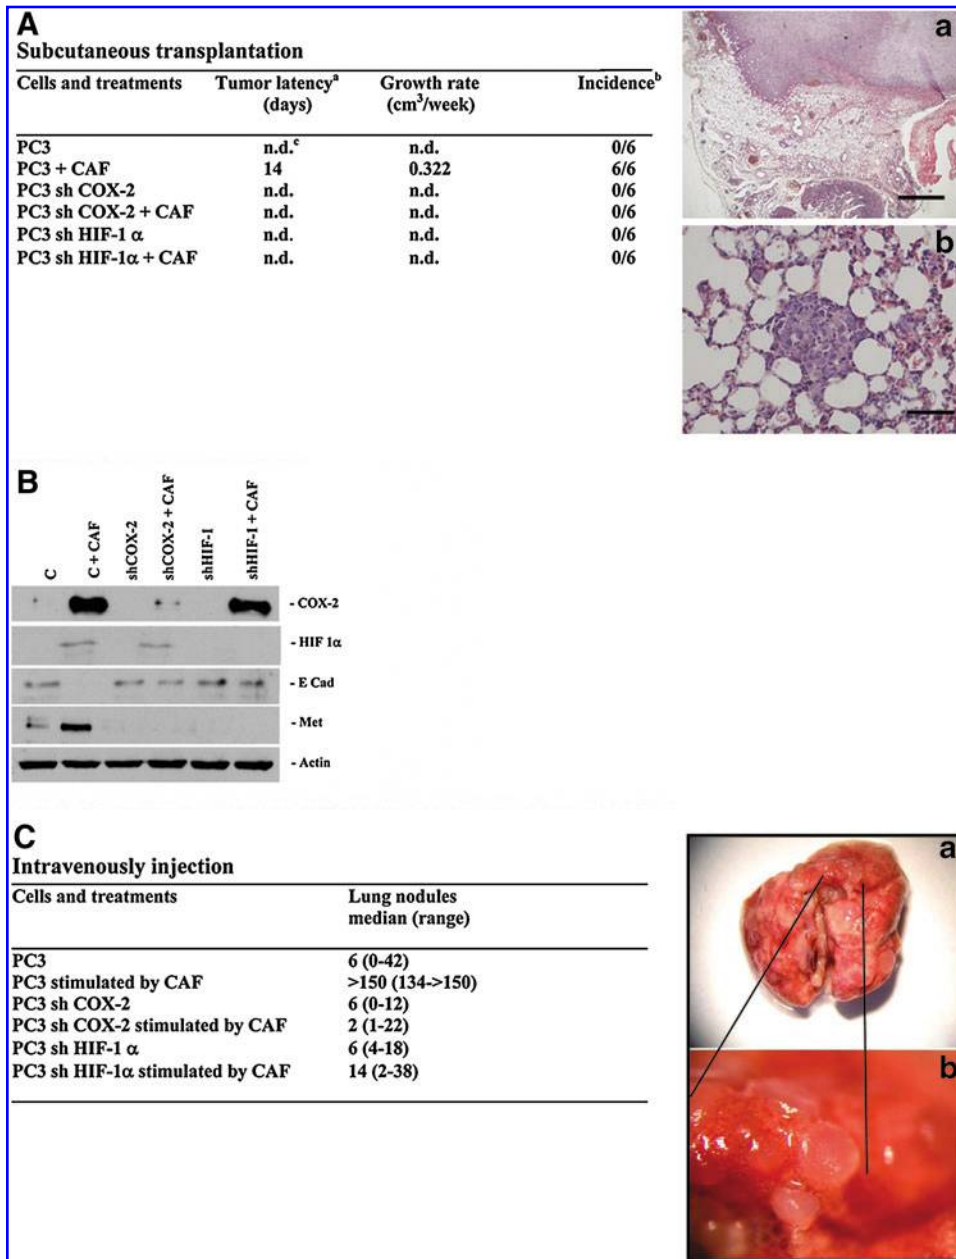 A
Subcutaneous transplantation
Cells and treatments Tumor latencyᵃ (days) Growth rate (cm³/week) Incidenceᵇ
PC3 n.d.ᶜ n.d. 0/6
PC3 + CAF 14 0.322 6/6
PC3 sh COX-2 n.d. n.d. 0/6
PC3 sh COX-2 + CAF n.d. n.d. 0/6
PC3 sh HIF-1 α n.d. n.d. 0/6
PC3 sh HIF-1α + CAF n.d. n.d. 0/6
a
b
B
C
C + CAF
shCOX-2
shCOX-2 + CAF
shHIF-1
shHIF-1 + CAF
- COX-2
- HIF 1α
- E Cad
- Met
- Actin
C
Intravenously injection
Cells and treatments Lung nodules median (range)
PC3 6 (0-42)
PC3 stimulated by CAF >150 (134->150)
PC3 sh COX-2 6 (0-12)
PC3 sh COX-2 stimulated by CAF 2 (1-22)
PC3 sh HIF-1 α 6 (4-18)
PC3 sh HIF-1α stimulated by CAF 14 (2-38)
a
b